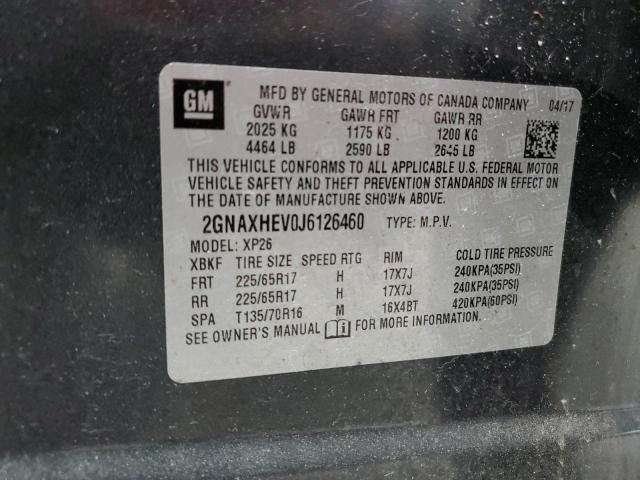 GM
MFD BY GENERAL MOTORS OF CANADA COMPANY 04/17
GVWR GAWR FRT GAWR RR
2025 KG 1175 KG 1200 KG
4464 LB 2590 LB 2645 LB
THIS VEHICLE CONFORMS TO ALL APPLICABLE U.S. FEDERAL MOTOR
VEHICLE SAFETY AND THEFT PREVENTION STANDARDS IN EFFECT ON
THE DATE OF MANUFACTURE SHOWN ABOVE.
2GNAXHEV0J6126460 TYPE: M.P.V.
MODEL: XP26
XBKF TIRE SIZE SPEED RTG RIM COLD TIRE PRESSURE
FRT 225/65R17 H 17X7J 240KPA(35PSI)
RR 225/65R17 H 17X7J 240KPA(35PSI)
SPA T135/70R16 M 16X4BT 420KPA(60PSI)
SEE OWNER'S MANUAL FOR MORE INFORMATION.